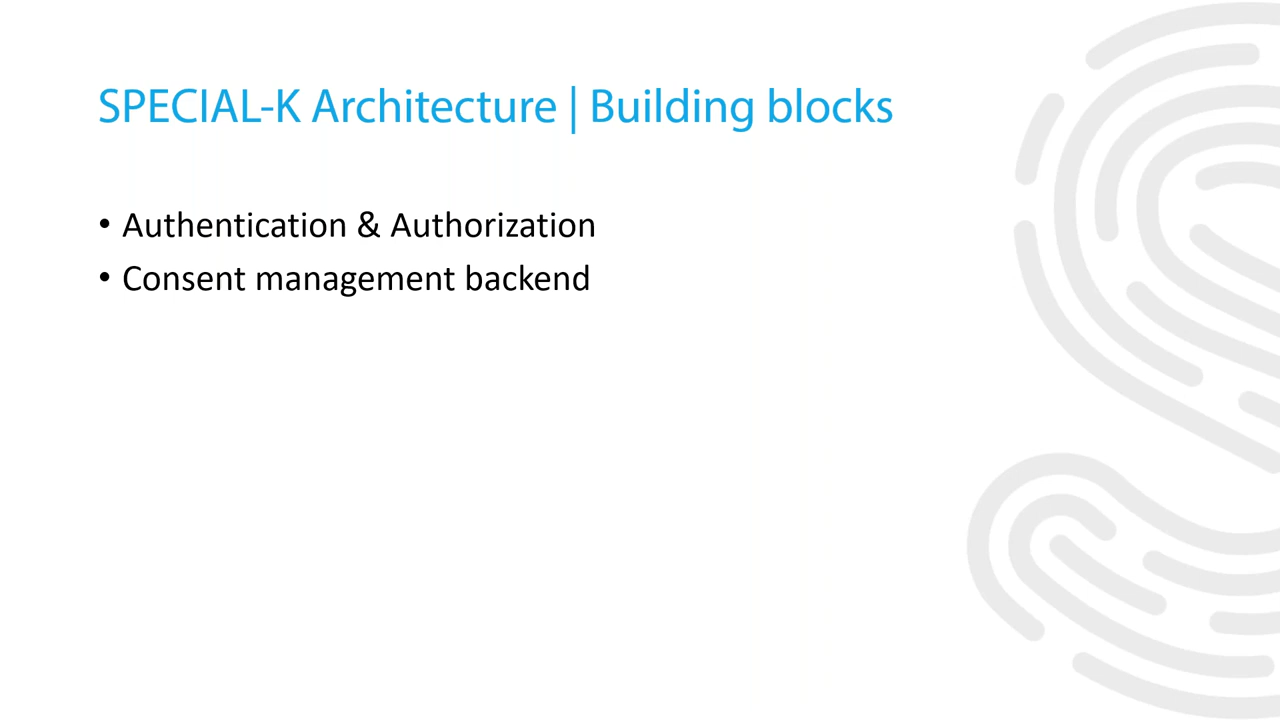 SPECIAL-K Architecture | Building blocks
• Authentication & Authorization
• Consent management backend